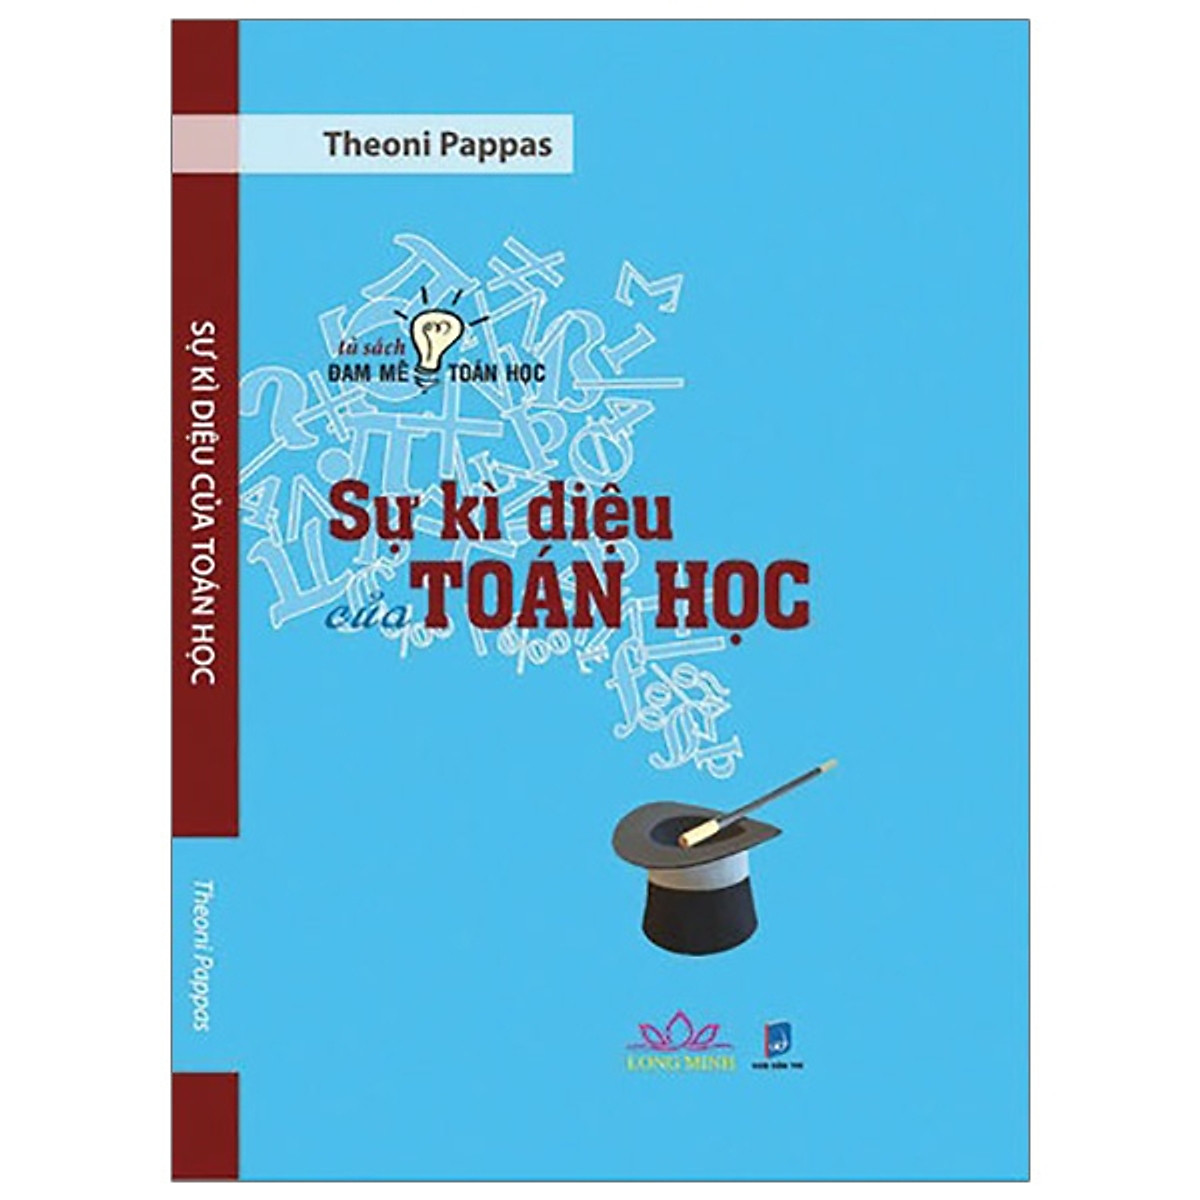 Theoni Pappas
tủ sách
ĐAM MÊ TOÁN HỌC
Sự kì diệu
của TOÁN HỌC
SỰ KÌ DIỆU CỦA TOÁN HỌC
Theoni Pappas
LONG MINH